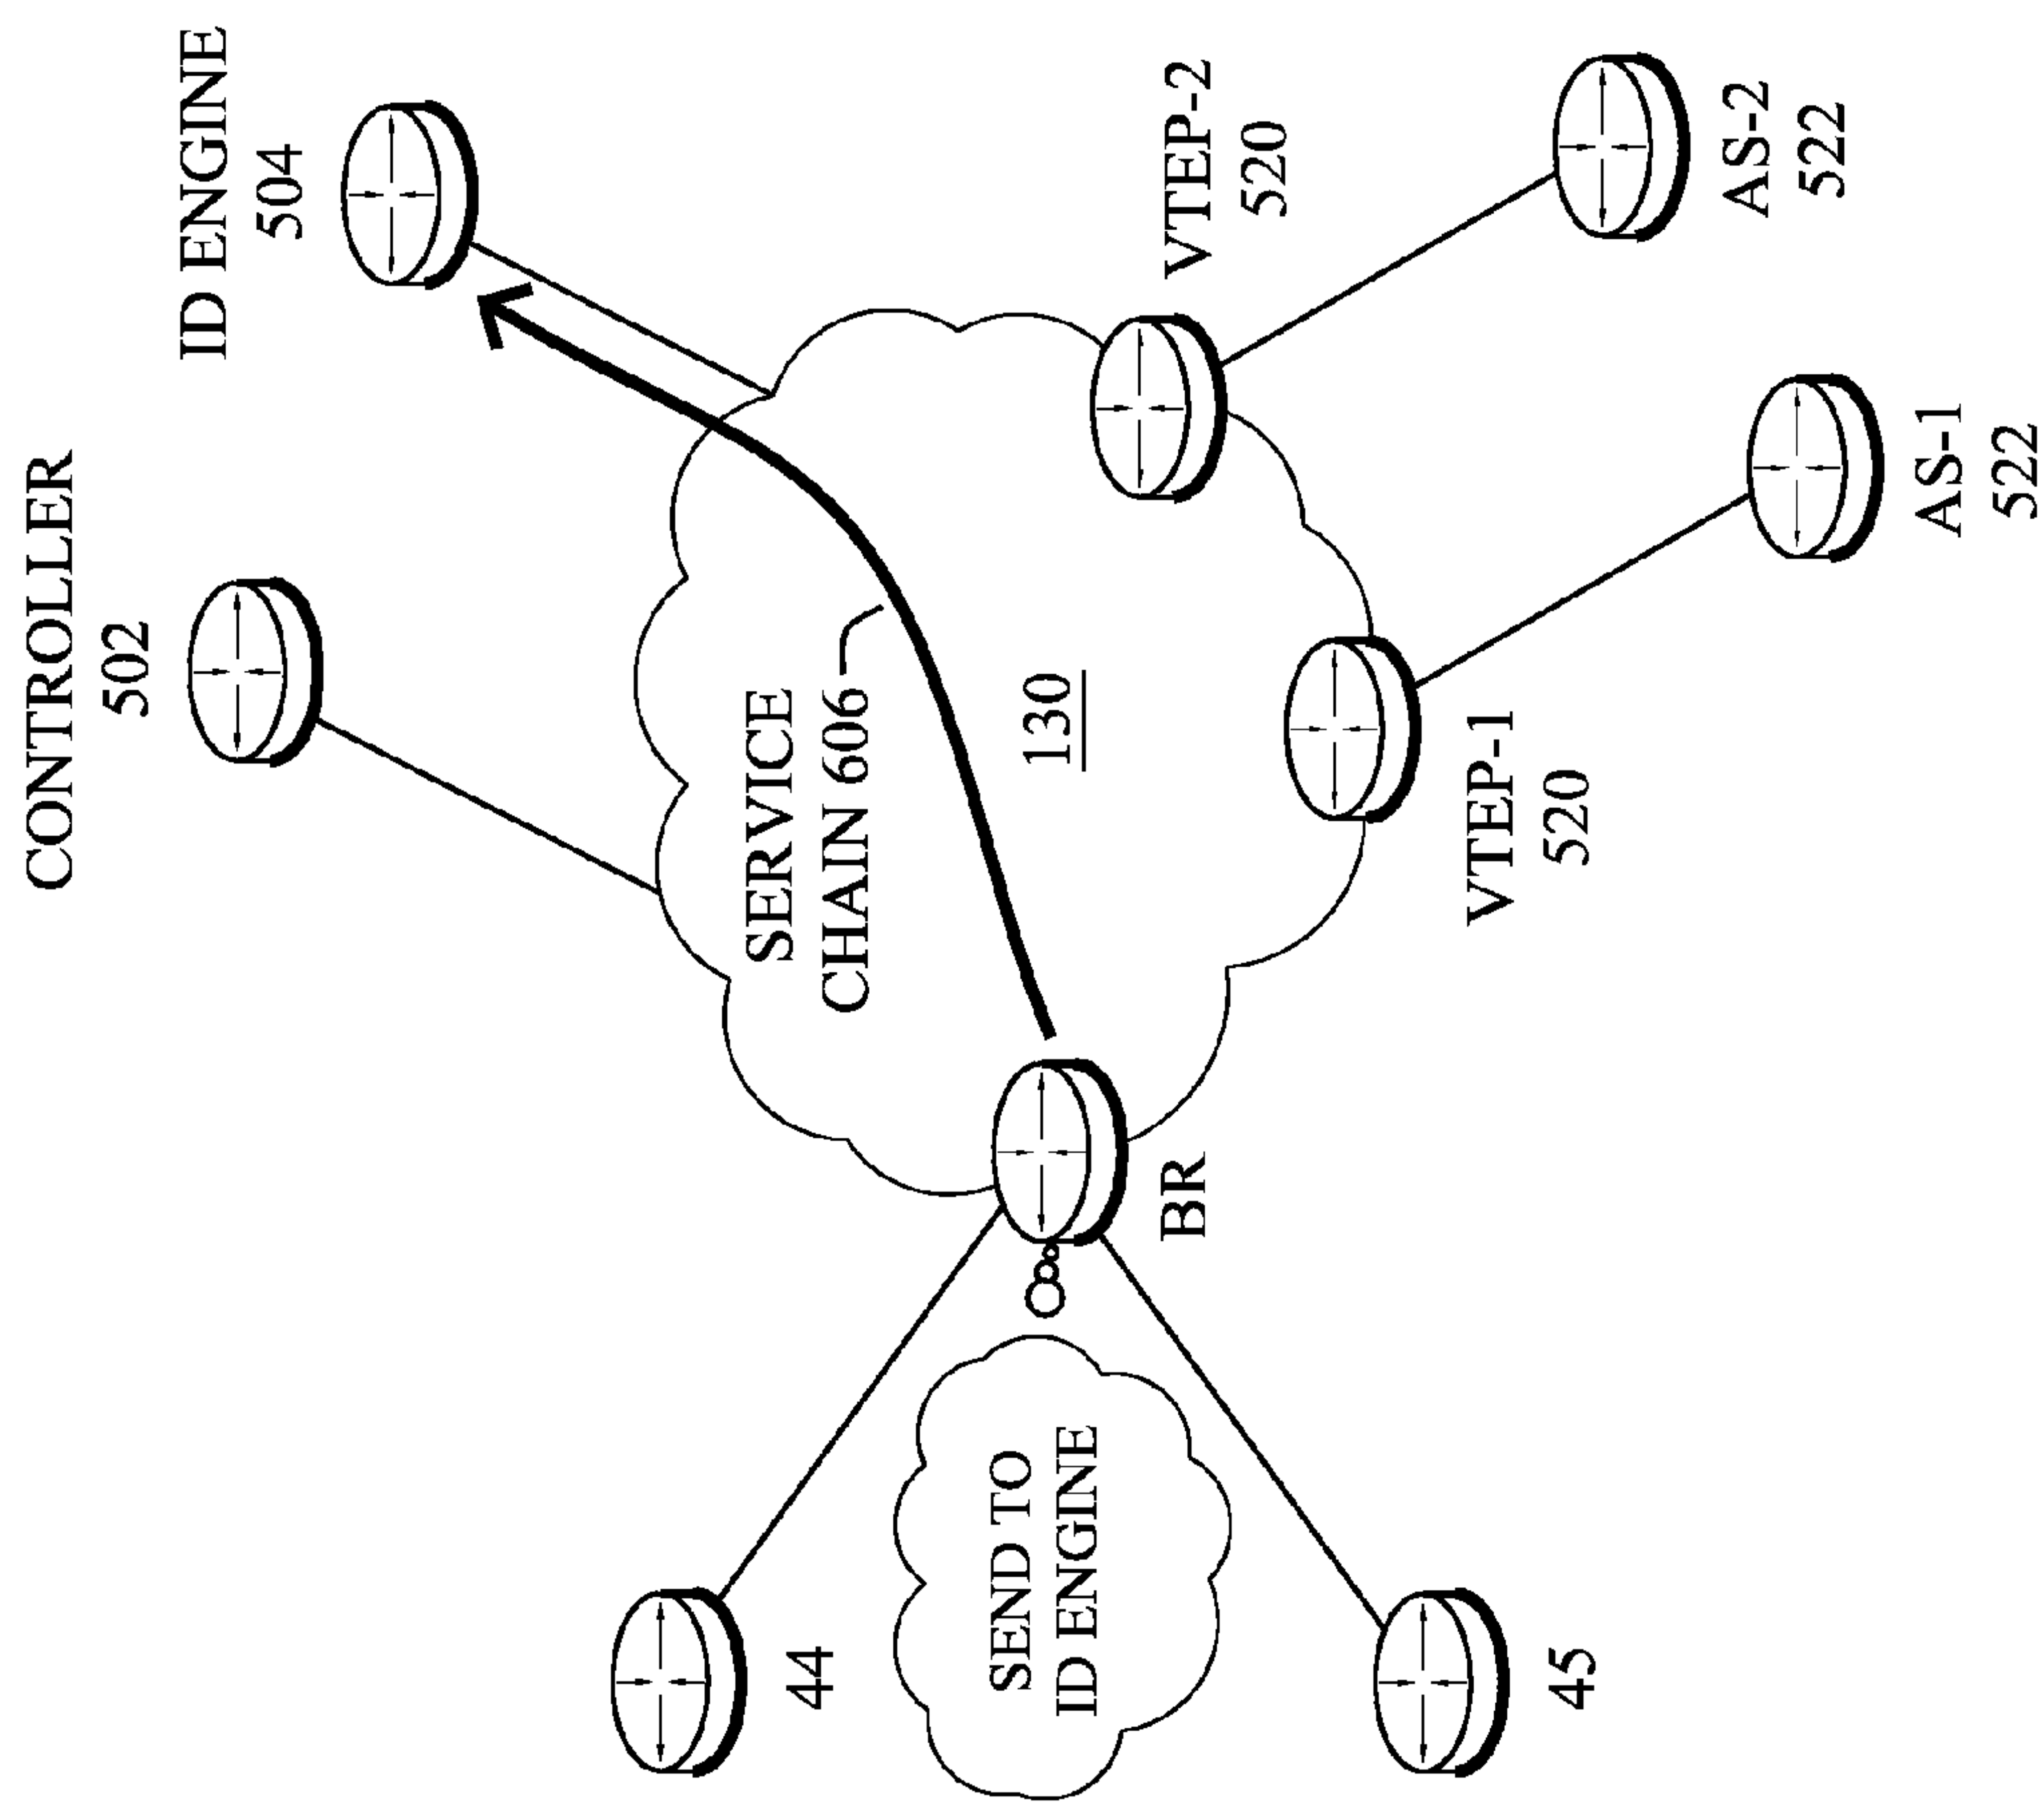 CONTROLLER
502
ID ENGINE
504
SERVICE
CHAIN 606
130
VTEP-2
520
AS-2
522
VTEP-1
520
AS-1
522
BR
44
SEND TO
ID ENGINE
45